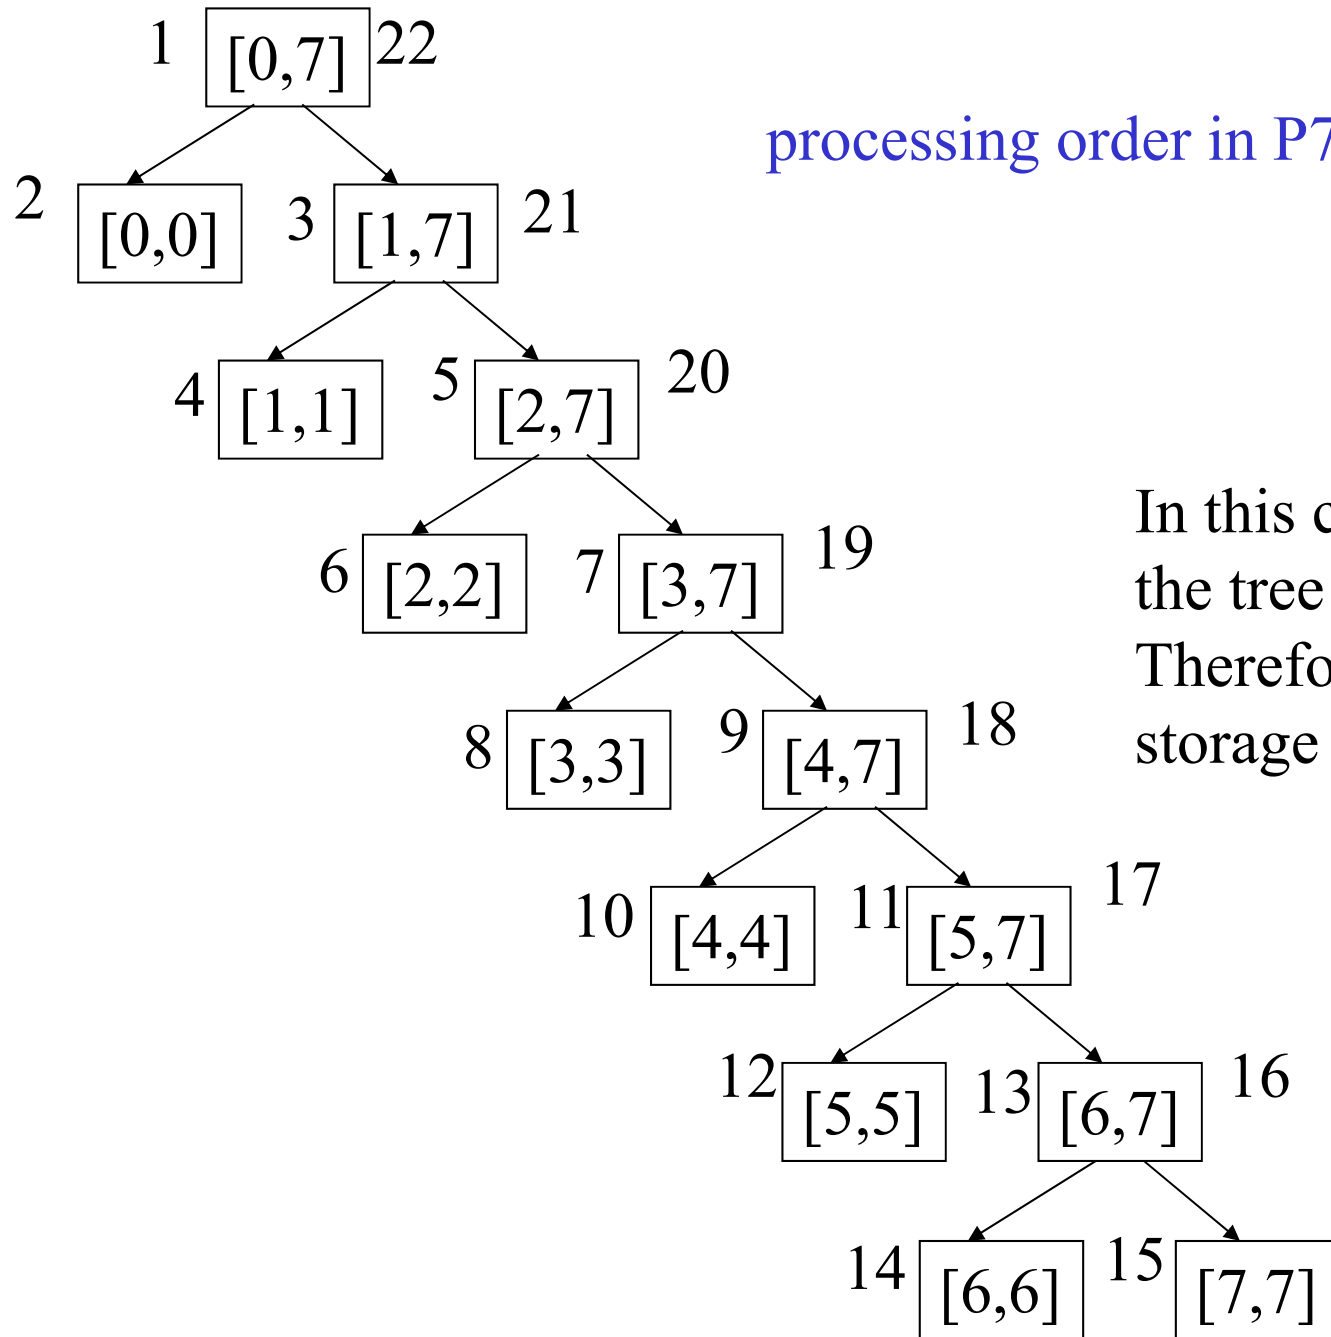 1 [0,7] 22
processing order in P7
2 [0,0] 3 [1,7] 21
4 [1,1] 5 [2,7] 20
In this
6 [2,2] 7 [3,7] 19
the tree
Therefo
8 [3,3] 9 [4,7] 18
storage
10 [4,4] 11 [5,7] 17
12 [5,5] 13 [6,7] 16
14 [6,6] 15 [7,7]